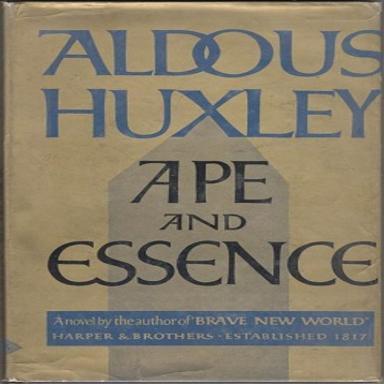 ALDOUS
HUXLEY
APE
AND
ESSENCE
A novel by the author of "BRAVE NEW WORLD"
HARPER & BROTHERS · ESTABLISHED 1817